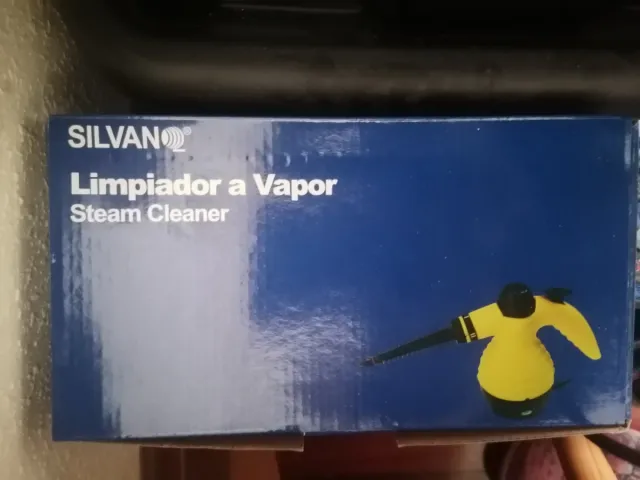 SILVANO®
Limpiador a Vapor
Steam Cleaner